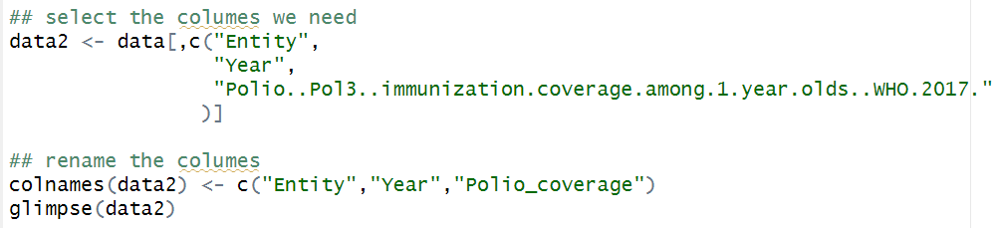 ## select the columes we need
data2 <- data[,c("Entity",
"Year",
"Polio..Pol3..immunization.coverage.among.1.year.olds..WHO.2017."
)]
## rename the columes
colnames(data2) <- c("Entity","Year","Polio_coverage")
glimpse(data2)